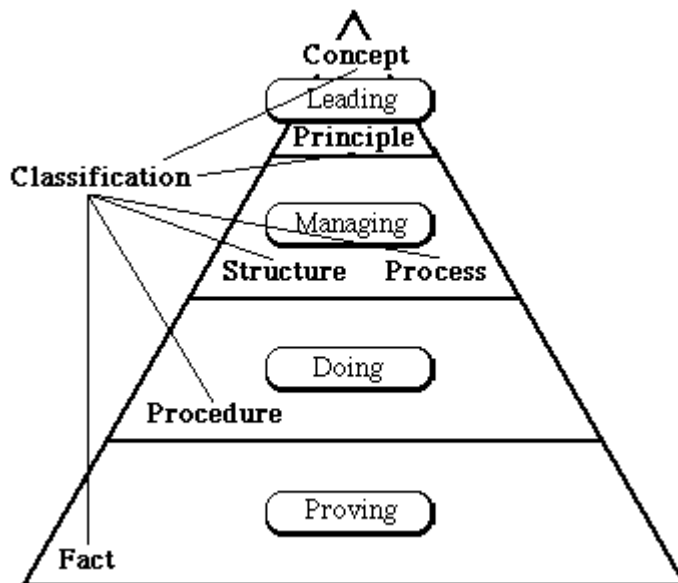 Concept
Leading
Principle
Classification
Managing
Structure Process
Doing
Procedure
Proving
Fact